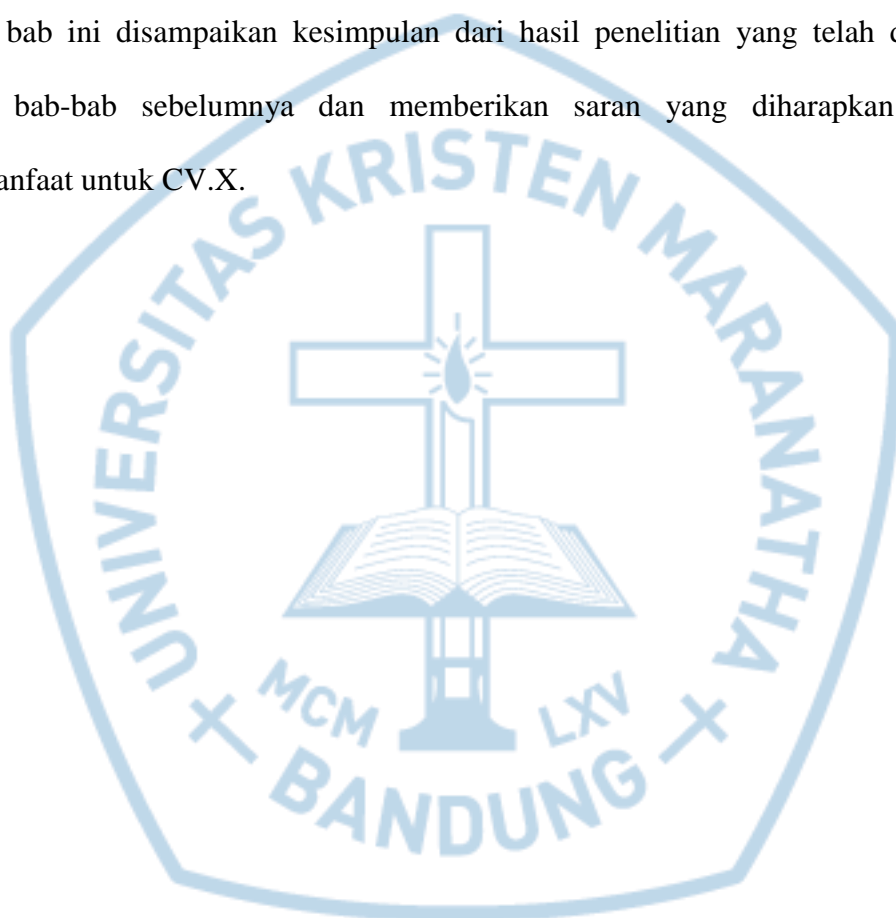 bab ini disampaikan kesimpulan dari hasil penelitian yang telah
bab-bab sebelumnya dan memberikan saran yang diharapkan
anfaat untuk CV.X.
UNIVERSITAS KRISTEN MARANATHA
MCM LXV
BANDUNG